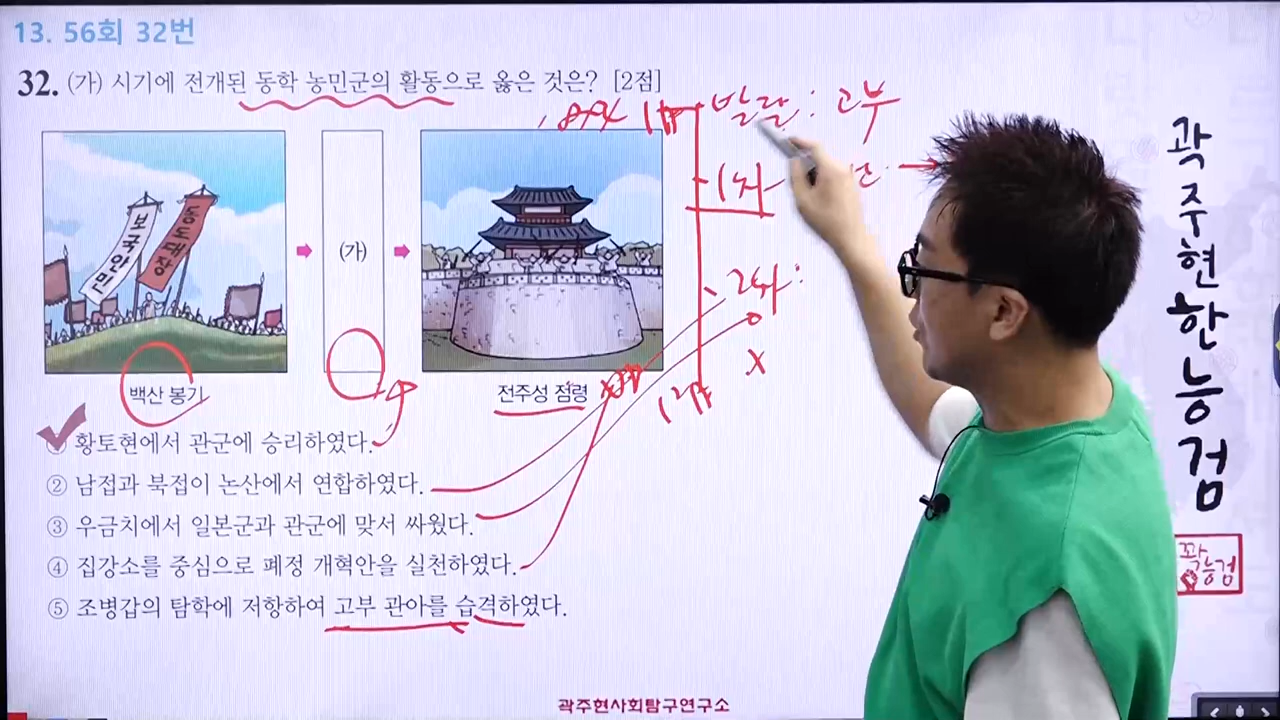 13. 56회 32번
32. (가) 시기에 전개된 동학 농민군의 활동으로 옳은 것은? [2점]
발발: 고부
1차
2차:
보국안민
동도대장
(가)
백산 봉기
전주성 점령
황토현에서 관군에 승리하였다.
② 남접과 북접이 논산에서 연합하였다.
③ 우금치에서 일본군과 관군에 맞서 싸웠다.
④ 집강소를 중심으로 폐정 개혁안을 실천하였다.
⑤ 조병갑의 탐학에 저항하여 고부 관아를 습격하였다.
곽주현한능검
꽉능검
곽주현사회탐구연구소